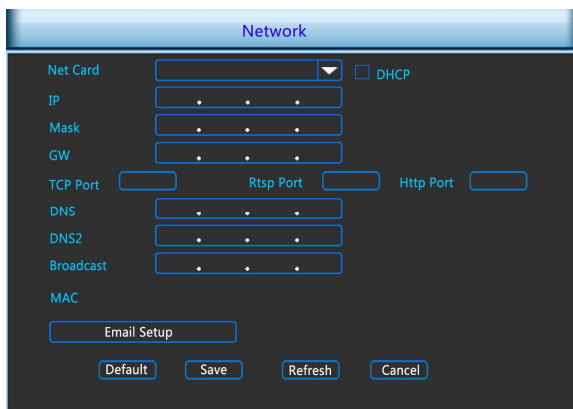 Network
Net Card DHCP
IP . . .
Mask . . .
GW . . .
TCP Port Rtsp Port Http Port
DNS . . .
DNS2 . . .
Broadcast . . .
MAC
Email Setup
Default Save Refresh Cancel